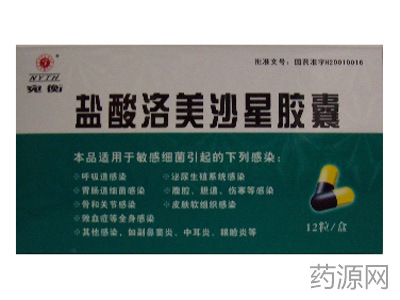 NYTH
宛衡
批准文号：国药准字H20010016
盐酸洛美沙星胶囊
本品适用于敏感细菌引起的下列感染：
·呼吸道感染 ·泌尿生殖系统感染
·胃肠道细菌感染 ·腹腔、胆道、伤寒等感染
·骨和关节感染 ·皮肤软组织感染
·败血症等全身感染
·其他感染，如副鼻窦炎、中耳炎、眼睑炎等
12粒/盒
药源网